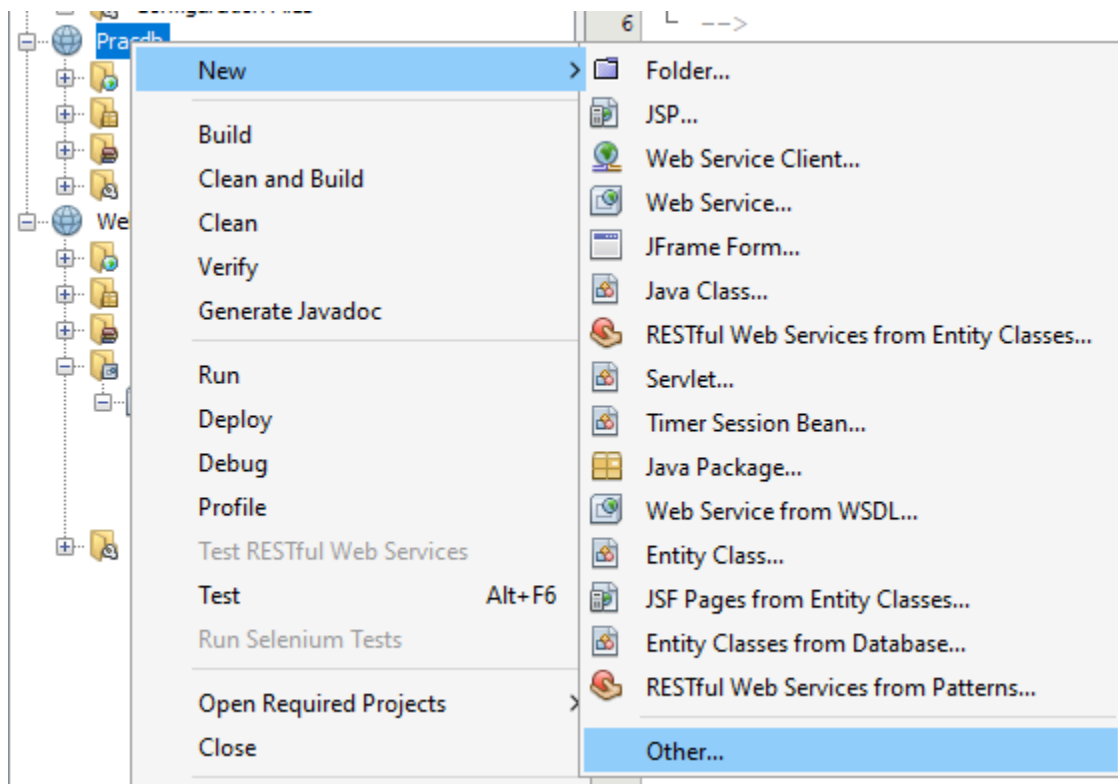 6
-->
New
Build
Clean and Build
Clean
Verify
Generate Javadoc
Run
Deploy
Debug
Profile
Test RESTful Web Services
Test Alt+F6
Run Selenium Tests
Open Required Projects
Close
Folder...
JSP...
Web Service Client...
Web Service...
JFrame Form...
Java Class...
RESTful Web Services from Entity Classes...
Servlet...
Timer Session Bean...
Java Package...
Web Service from WSDL...
Entity Class...
JSF Pages from Entity Classes...
Entity Classes from Database...
RESTful Web Services from Patterns...
Other...